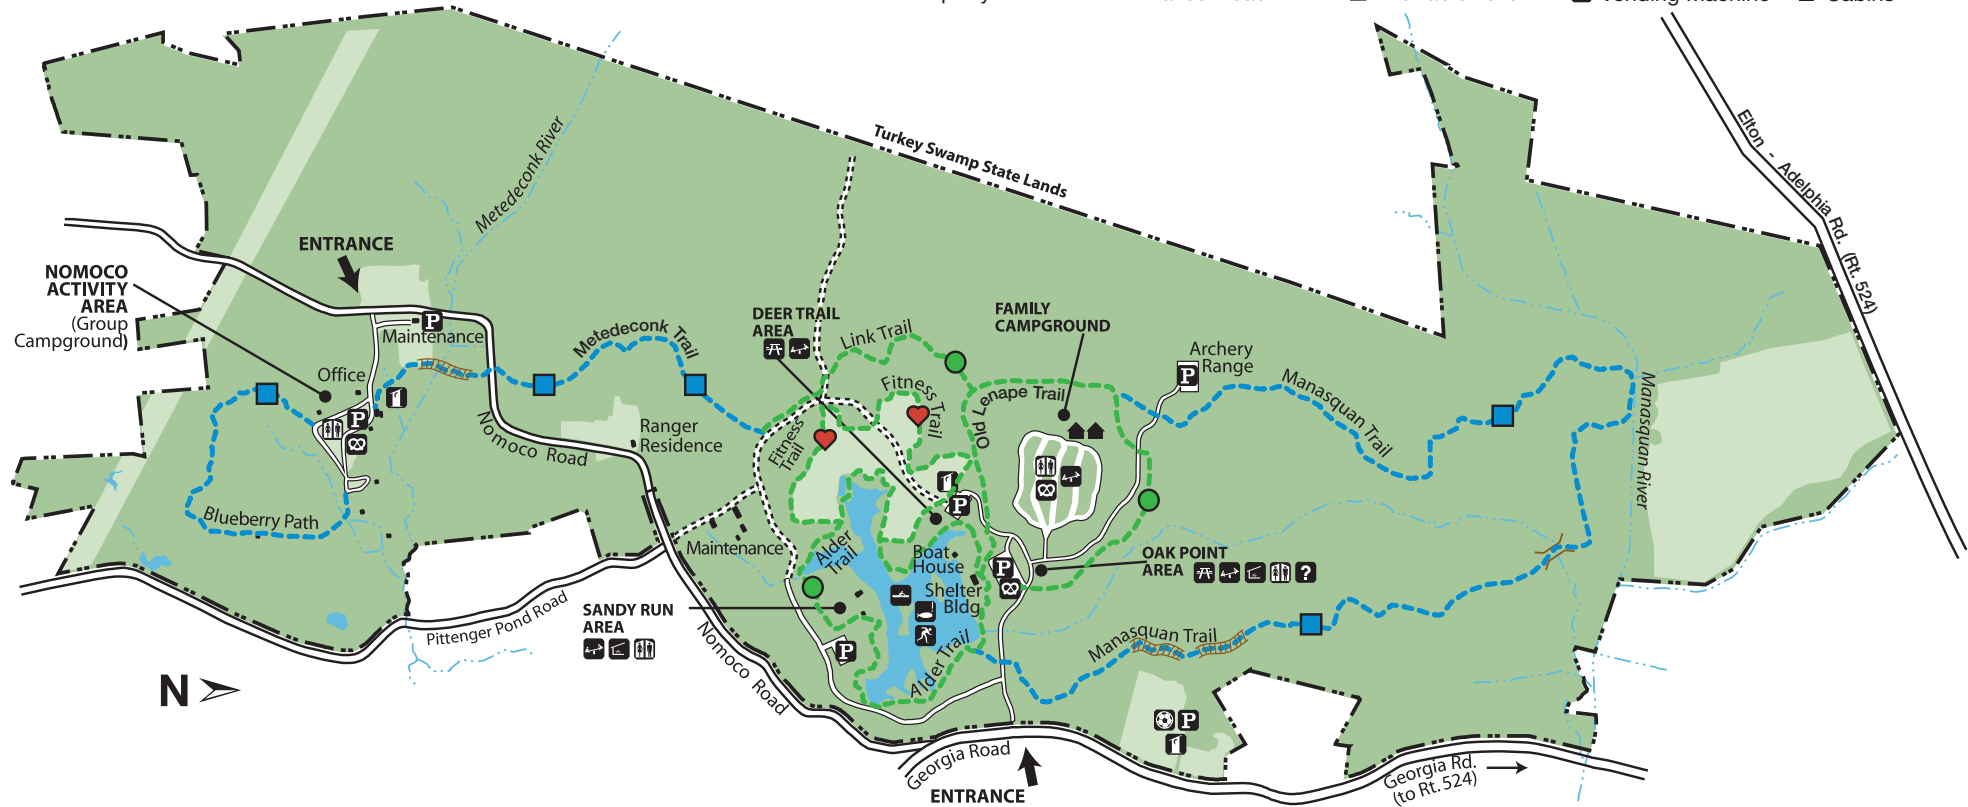 Vending Machine
Cabins
Turkey Swamp State Lands
Elton - Adelphia Rd. (Rt. 524)
Metedeconk River
ENTRANCE
NOMOCO
ACTIVITY
AREA
(Group
Campground)
P
Maintenance
Office
P
Metedeconk Trail
Nomoco Road
Ranger
Residence
Blueberry Path
Pittenger Pond Road
N
DEER TRAIL
AREA
Link Trail
FAMILY
CAMPGROUND
Fitness Trail
Fitness
Trail
Old Lenape Trail
Archery
Range
P
Manasquan Trail
Manasquan River
P
Maintenance
Alder
Trail
Boat
House
Shelter
Bldg
P
OAK POINT
AREA
?
SANDY RUN
AREA
P
Alder Trail
Manasquan Trail
Nomoco Road
P
Georgia Road
ENTRANCE
Georgia Rd.
(to Rt. 524)